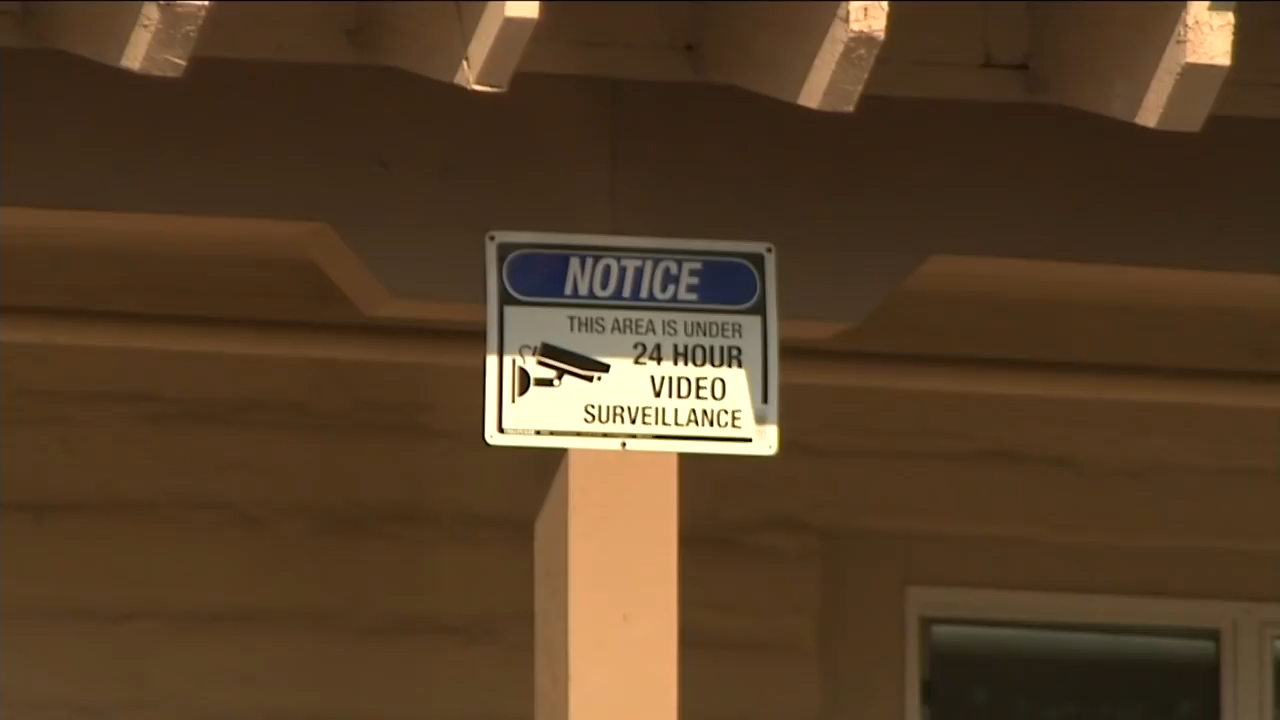 NOTICE
THIS AREA IS UNDER
24 HOUR
VIDEO
SURVEILLANCE